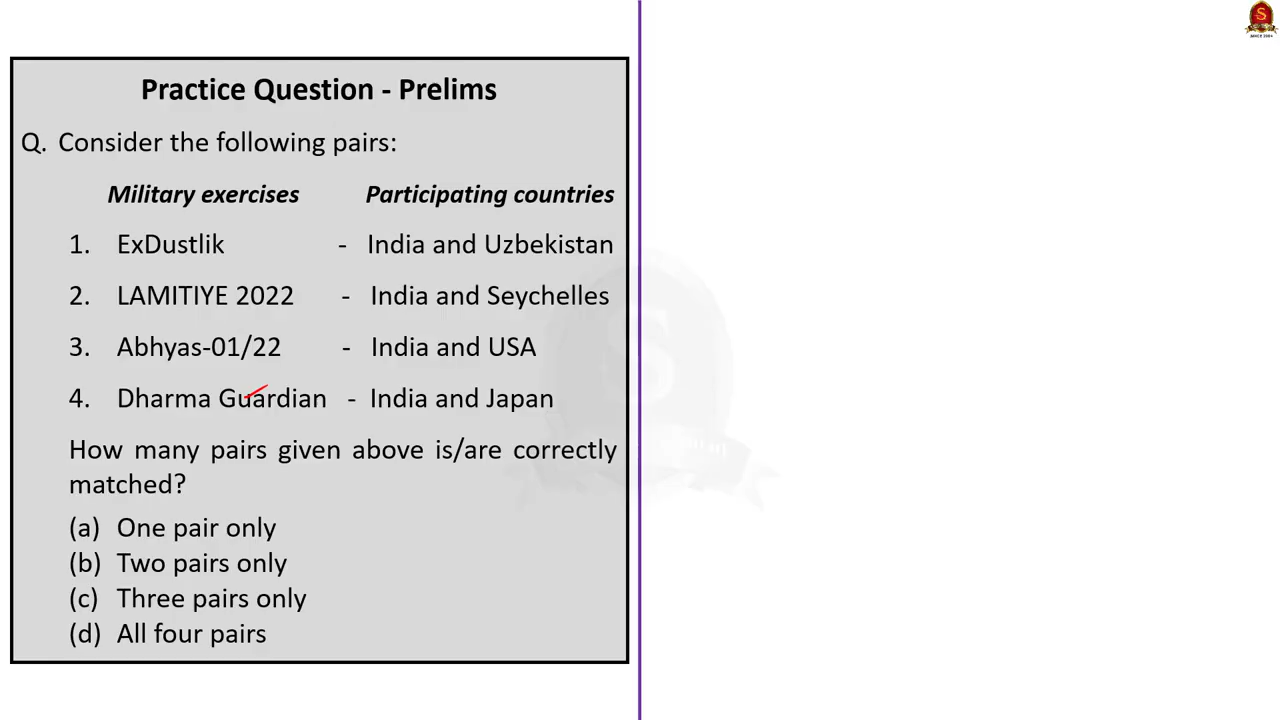 Practice Question - Prelims
Q. Consider the following pairs:
Military exercises Participating countries
1. ExDustlik - India and Uzbekistan
2. LAMITIYE 2022 - India and Seychelles
3. Abhyas-01/22 - India and USA
4. Dharma Guardian - India and Japan
How many pairs given above is/are correctly
matched?
(a) One pair only
(b) Two pairs only
(c) Three pairs only
(d) All four pairs
S
SINCE 2004